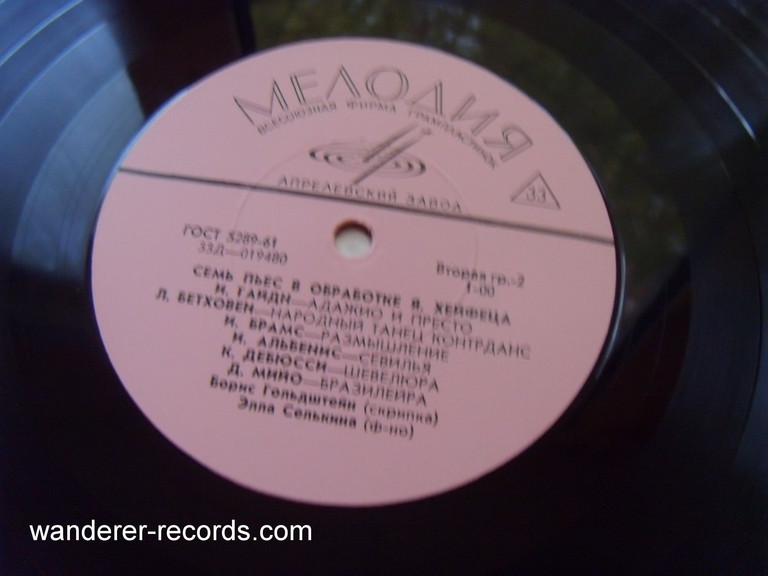 МЕЛОДИЯ
ВСЕСОЮЗНАЯ ФИРМА ГРАМПЛАСТИНОК
33
АПРЕЛЕВСКИЙ ЗАВОД
ГОСТ 5289-61
33Д—019480
Вторая гр.-2
1-00
СЕМЬ ПЬЕС В ОБРАБОТКЕ Я. ХЕЙФЕЦА
И. ГАЙДН—АДАЖИО И ПРЕСТО
Л. БЕТХОВЕН—НАРОДНЫЙ ТАНЕЦ КОНТРДАНС
И. БРАМС—РАЗМЫШЛЕНИЕ
И. АЛЬБЕНИС—СЕВИЛЬЯ
К. ДЕБЮССИ—ШЕВЕЛЮРА
Д. МИЙО—БРАЗИЛЕЙРА
Борис Гольдштейн (скрипка)
Элла Селькина (ф-но)
wanderer-records.com